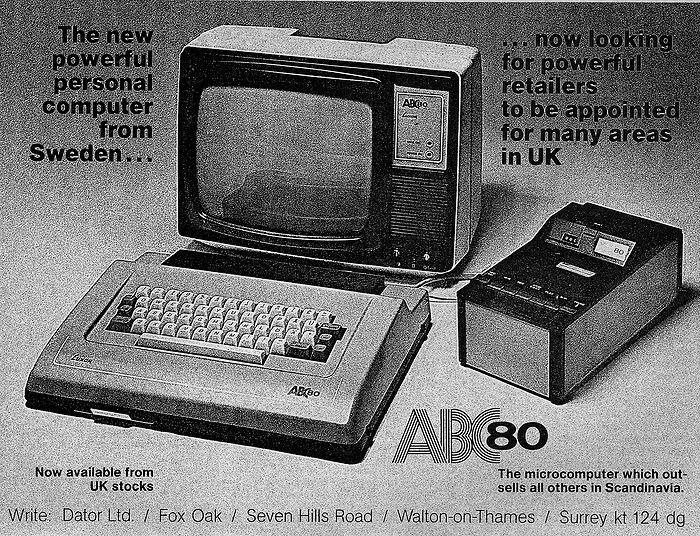 The new
powerful
personal
computer
from
Sweden...
... now looking
for powerful
retailers
to be appointed
for many areas
in UK
ABC80
80
Luxor
ABC80
ABC80
Now available from
UK stocks
The microcomputer which out-
sells all others in Scandinavia.
Write: Dator Ltd. / Fox Oak / Seven Hills Road / Walton-on-Thames / Surrey kt 124 dg